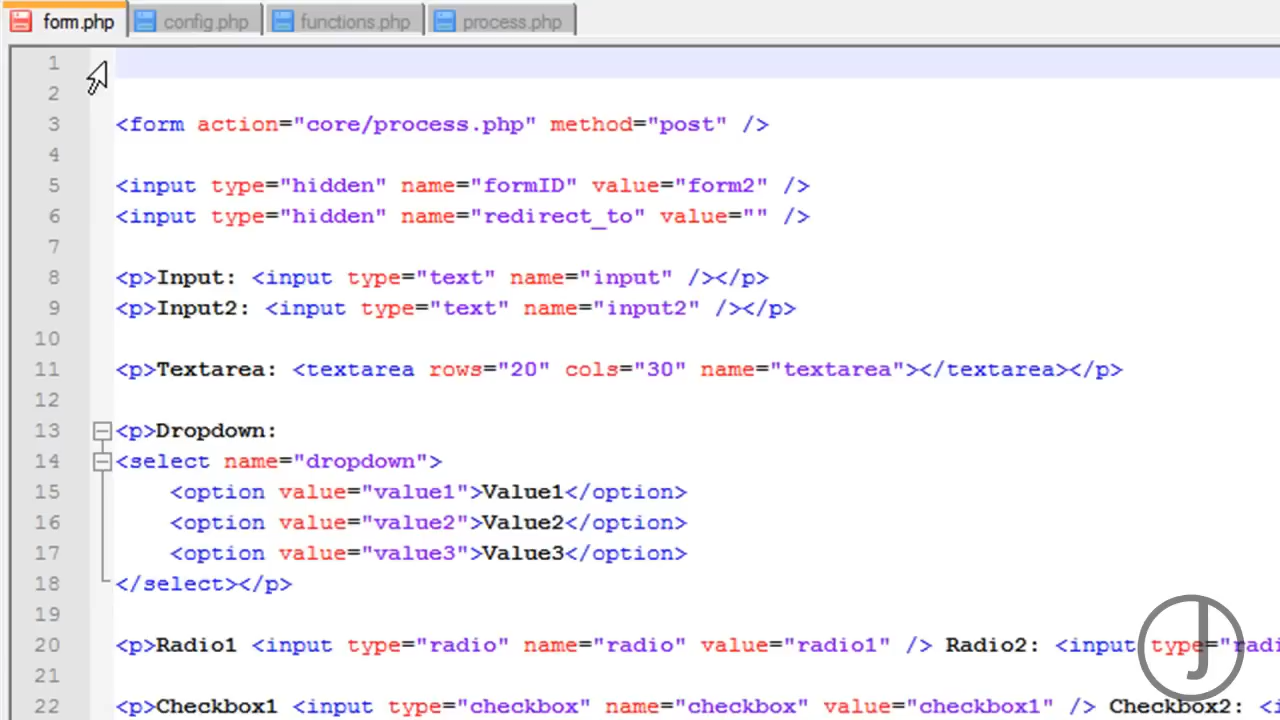 form.php config.php functions.php process.php
1
2
3 <form action="core/process.php" method="post" />
4
5 <input type="hidden" name="formID" value="form2" />
6 <input type="hidden" name="redirect_to" value="" />
7
8 <p>Input: <input type="text" name="input" /></p>
9 <p>Input2: <input type="text" name="input2" /></p>
10
11 <p>Textarea: <textarea rows="20" cols="30" name="textarea"></textarea></p>
12
13 <p>Dropdown:
14 <select name="dropdown">
15 <option value="value1">Value1</option>
16 <option value="value2">Value2</option>
17 <option value="value3">Value3</option>
18 </select></p>
19
20 <p>Radio1 <input type="radio" name="radio" value="radio1" /> Radio2: <input type="radi
21
22 <p>Checkbox1 <input type="checkbox" name="checkbox" value="checkbox1" /> Checkbox2: <i
J